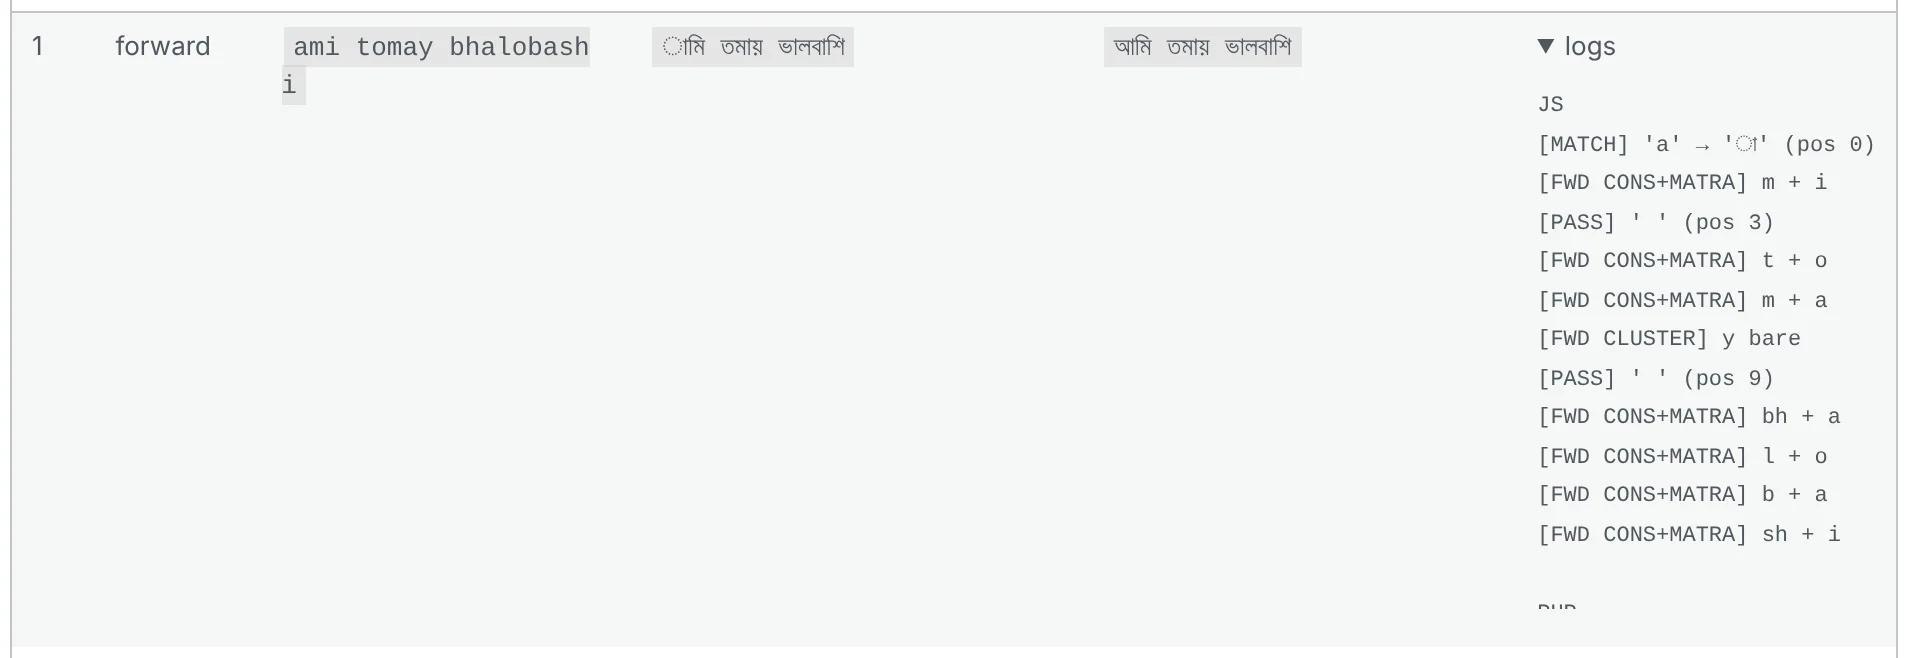 1 forward ami tomay bhalobash ামি তমায় ভালবাশি আমি তমায় ভালবাশি ▼ logs
i
JS
[MATCH] 'a' → 'া' (pos 0)
[FWD CONS+MATRA] m + i
[PASS] ' ' (pos 3)
[FWD CONS+MATRA] t + o
[FWD CONS+MATRA] m + a
[FWD CLUSTER] y bare
[PASS] ' ' (pos 9)
[FWD CONS+MATRA] bh + a
[FWD CONS+MATRA] l + o
[FWD CONS+MATRA] b + a
[FWD CONS+MATRA] sh + i